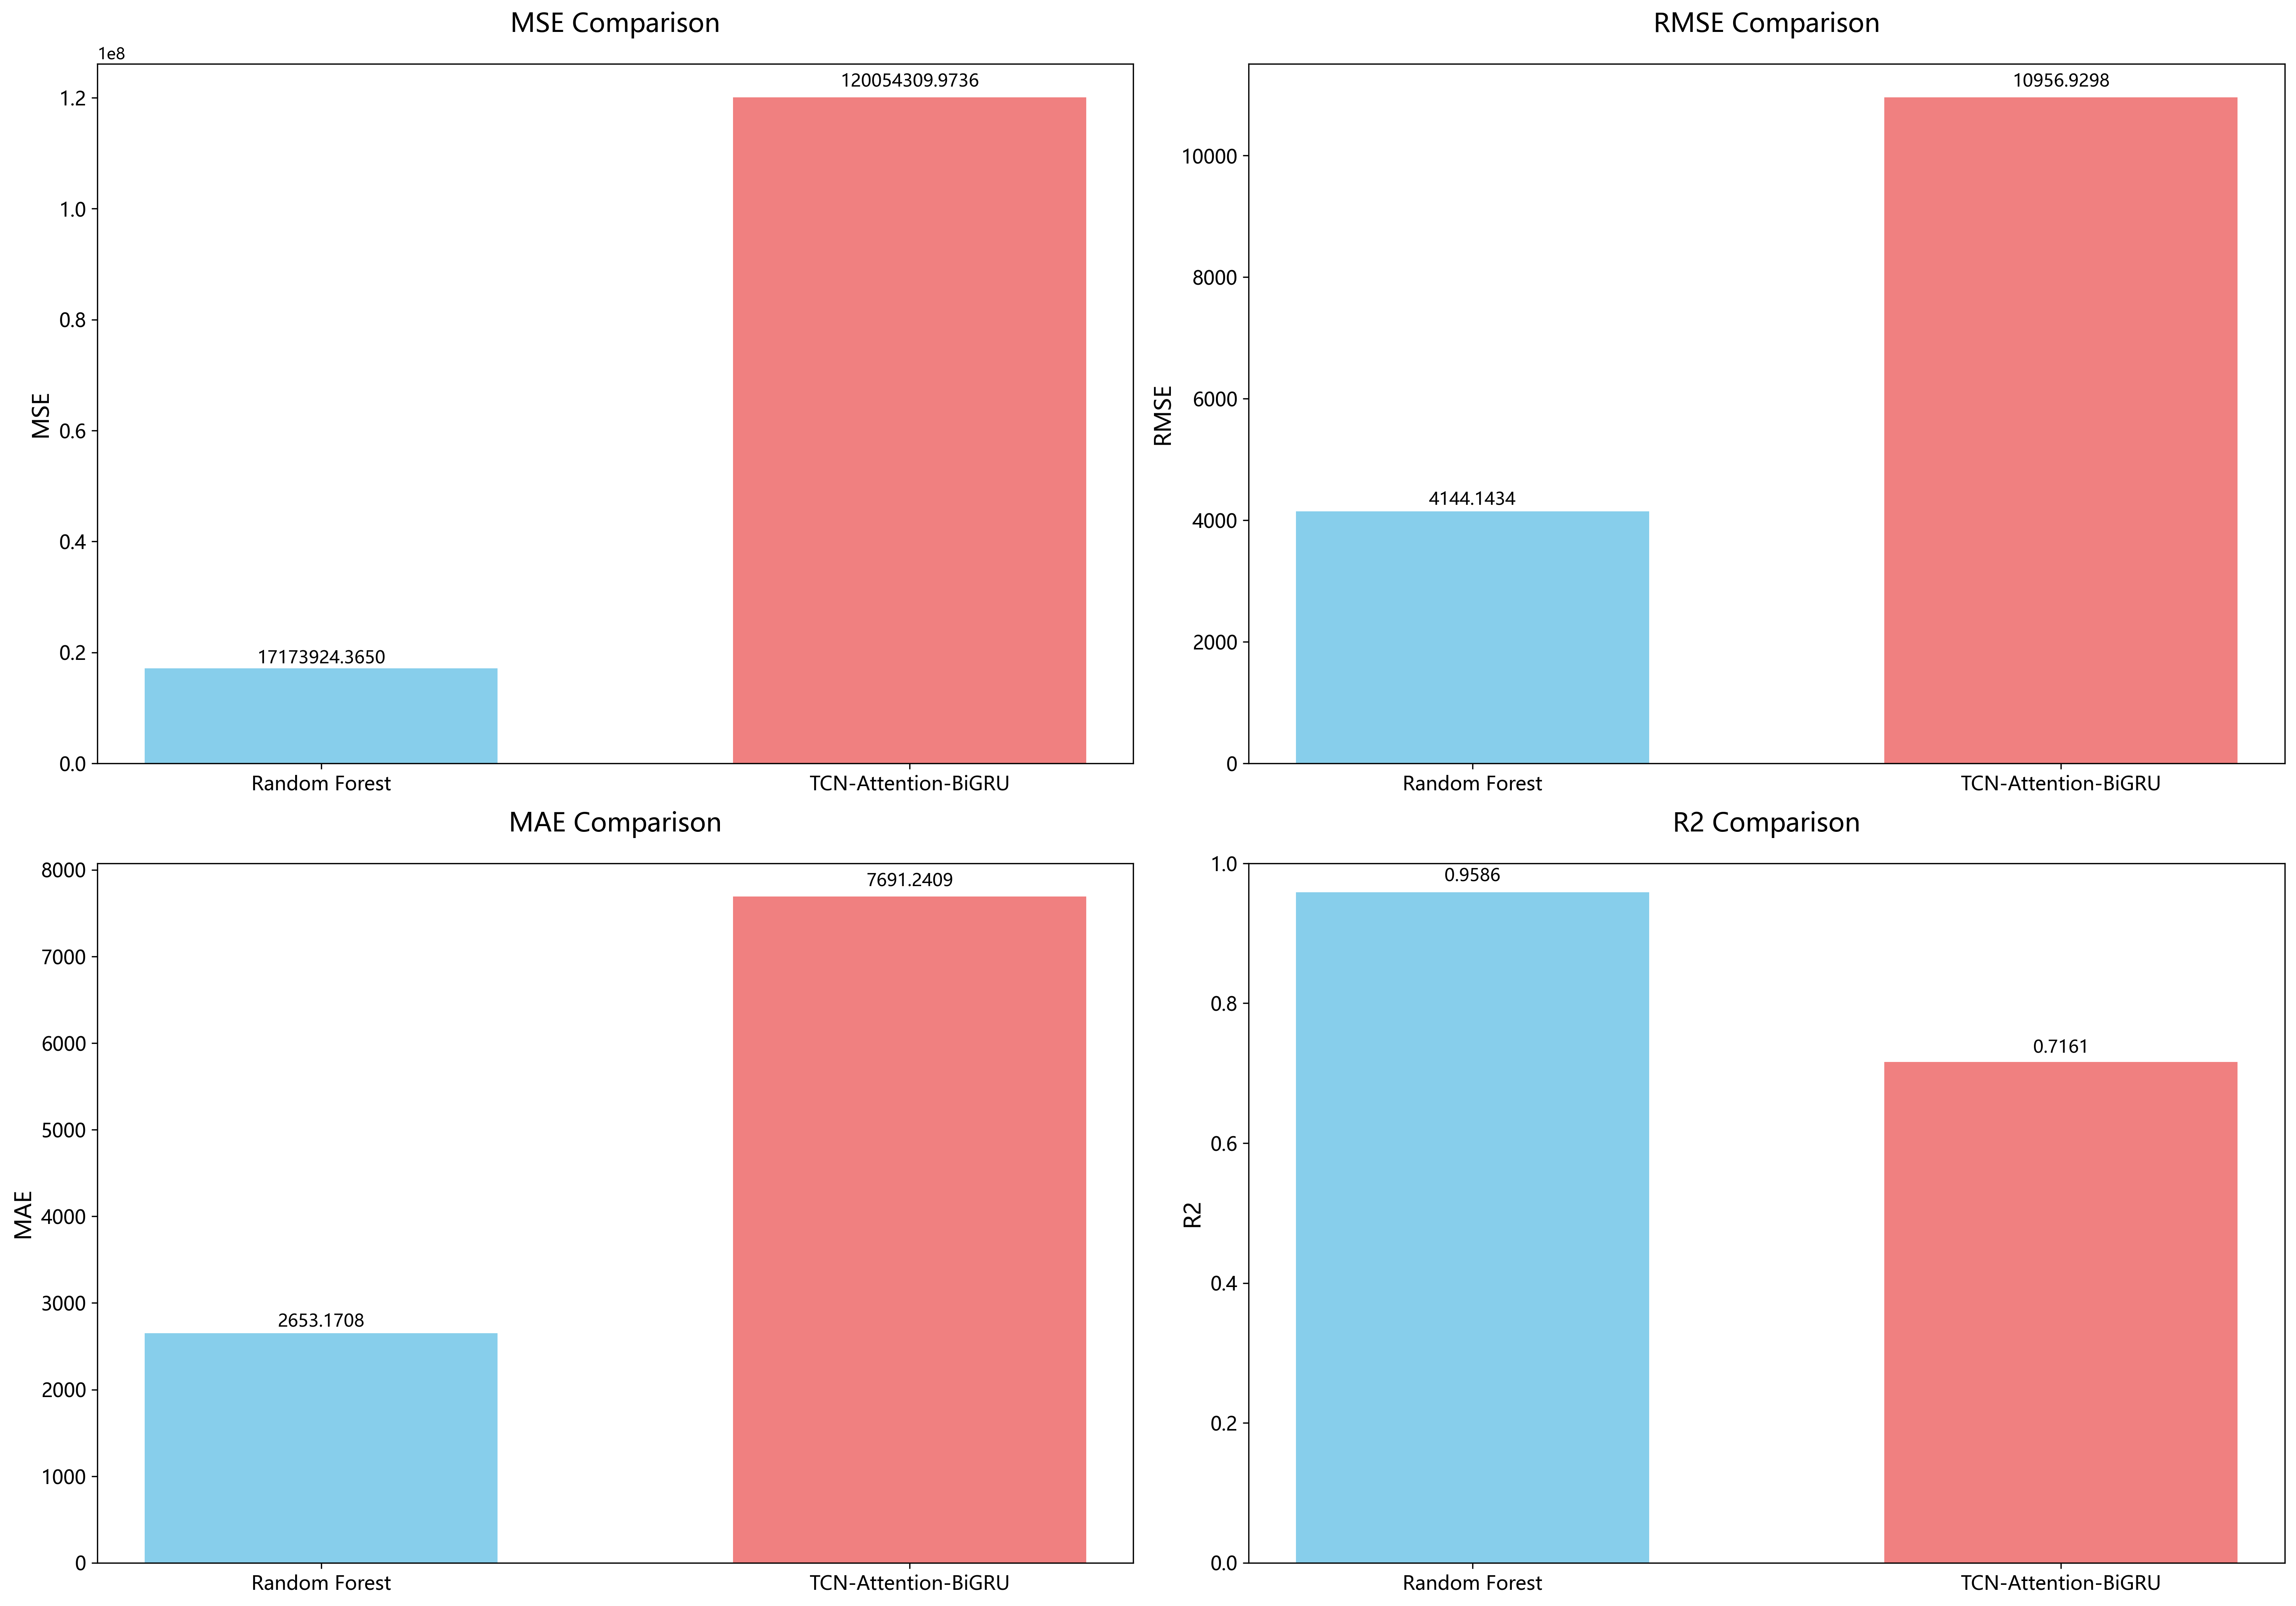 MSE Comparison
1e8
1.2
1.0
0.8
0.6
0.4
0.2
0.0
MSE
17173924.3650
120054309.9736
Random Forest
TCN-Attention-BiGRU
RMSE Comparison
10000
8000
6000
4000
2000
0
RMSE
4144.1434
10956.9298
Random Forest
TCN-Attention-BiGRU
MAE Comparison
8000
7000
6000
5000
4000
3000
2000
1000
0
MAE
2653.1708
7691.2409
Random Forest
TCN-Attention-BiGRU
R2 Comparison
1.0
0.8
0.6
0.4
0.2
0.0
R2
0.9586
0.7161
Random Forest
TCN-Attention-BiGRU